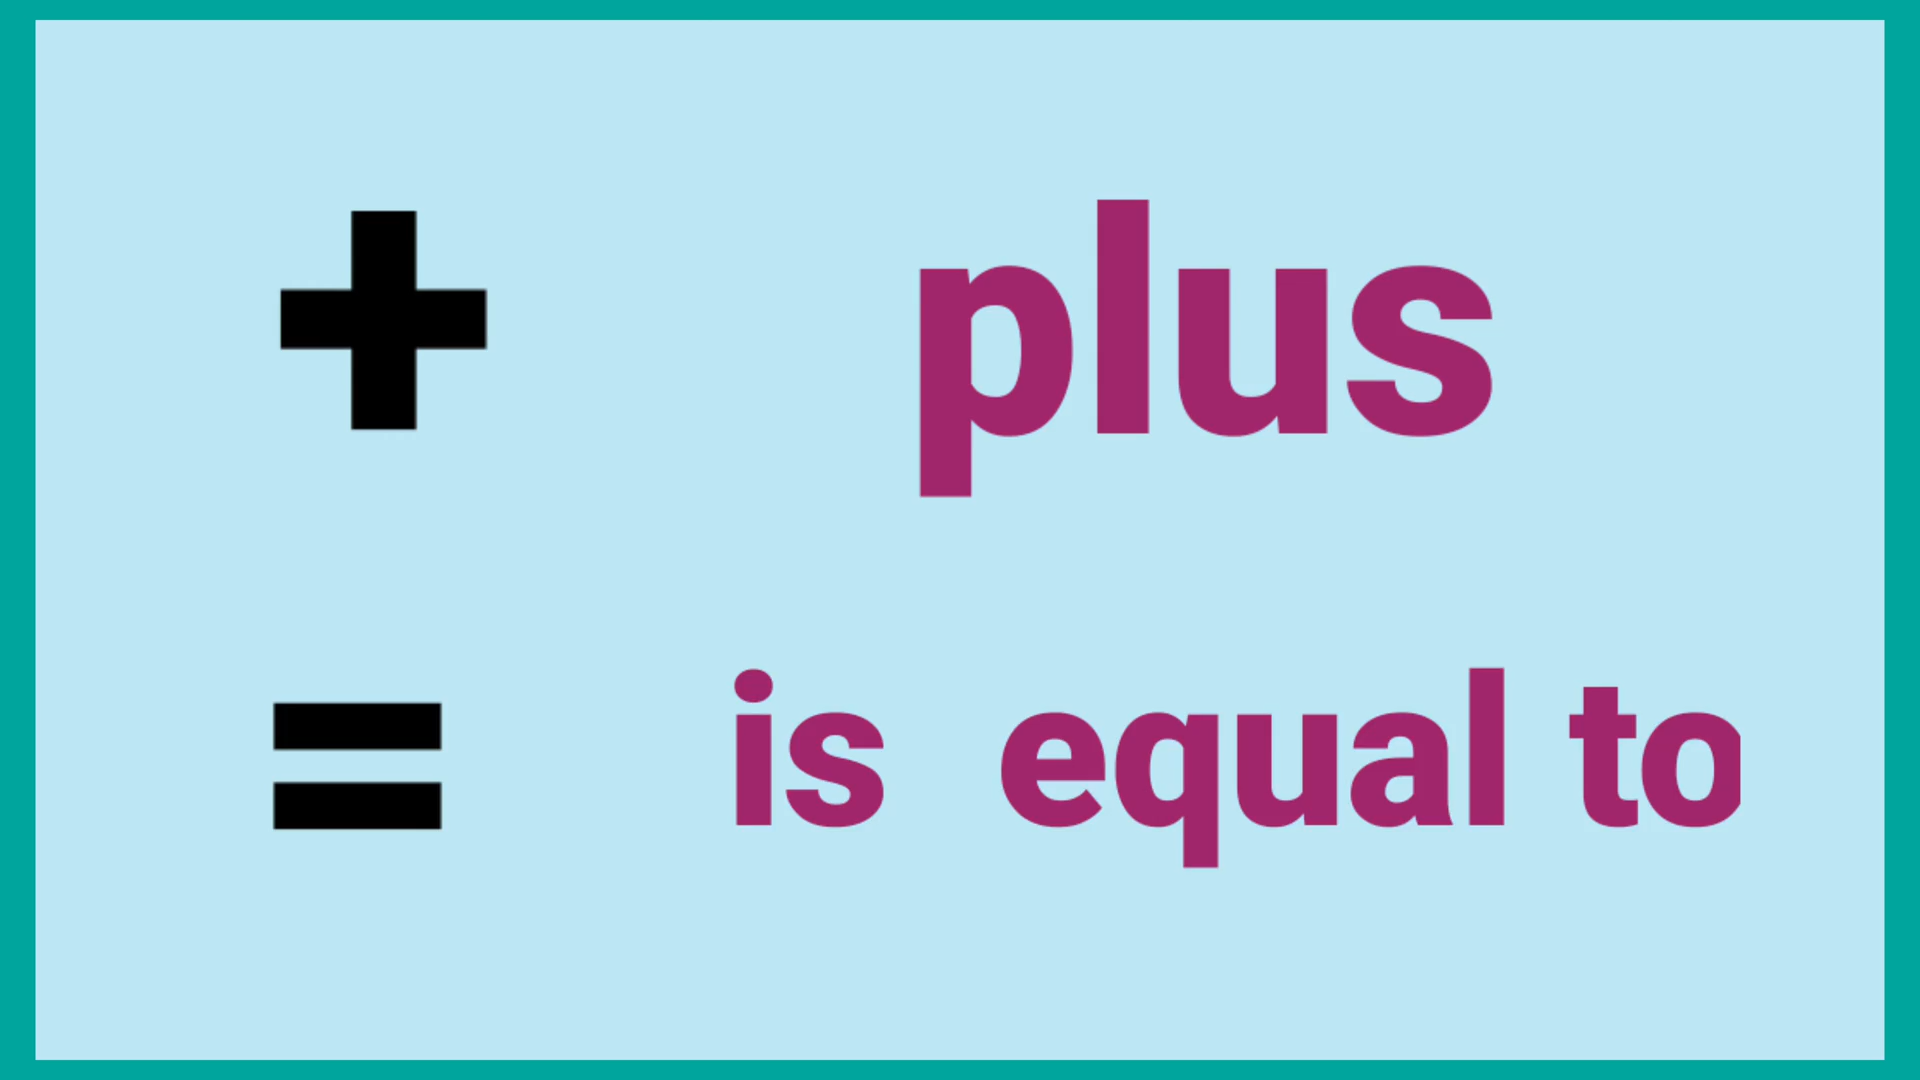 + plus
= is equal to